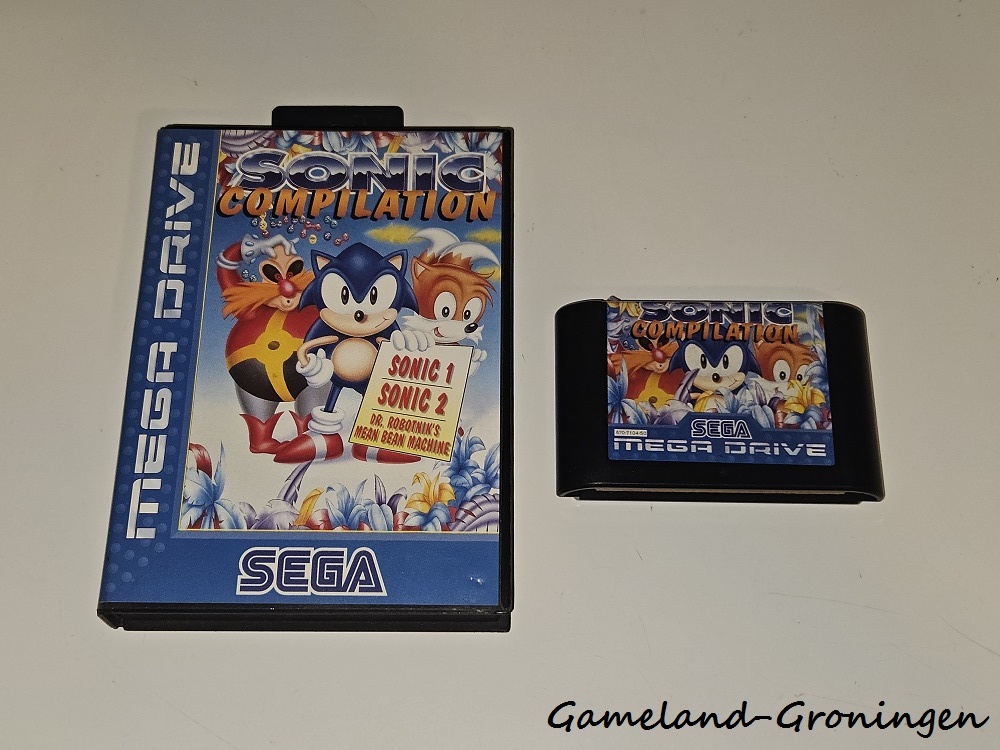 MEGA DRIVE
SONIC
COMPILATION
SONIC 1
SONIC 2
DR. ROBOTNIK'S
MEAN BEAN MACHINE
SEGA
SONIC
COMPILATION
SEGA
MEGA DRIVE
Gameland-Groningen